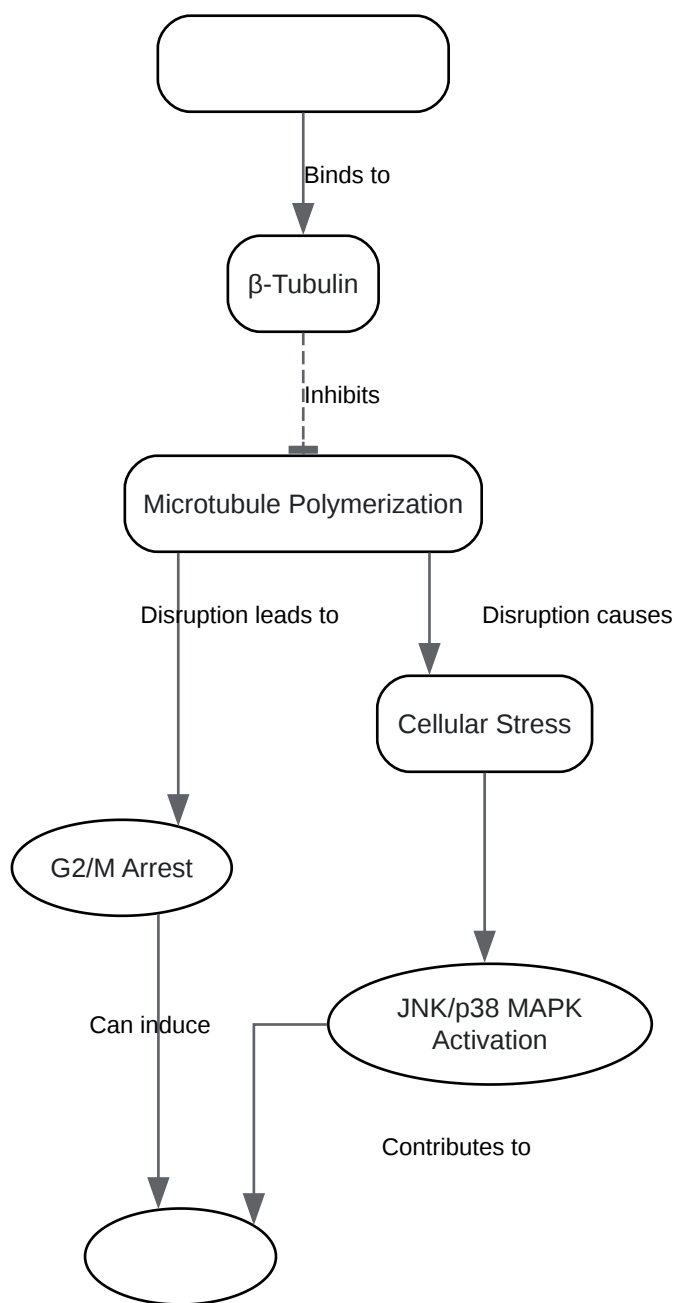 Binds to
β-Tubulin
Inhibits
Microtubule Polymerization
Disruption leads to
Disruption causes
Cellular Stress
G2/M Arrest
JNK/p38 MAPK
Activation
Can induce
Contributes to